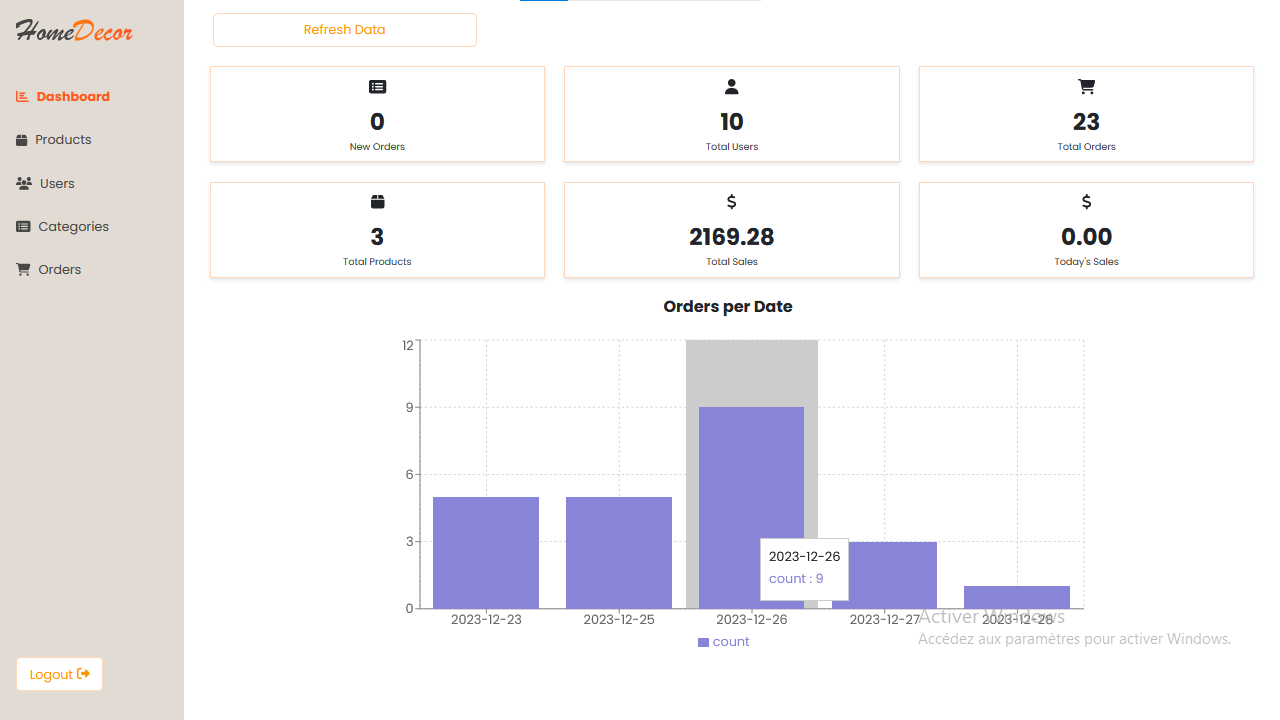 HomeDecor
Dashboard
Products
Users
Categories
Orders
Logout
Refresh Data
0
New Orders
10
Total Users
23
Total Orders
3
Total Products
2169.28
Total Sales
0.00
Today's Sales
Orders per Date
12
9
6
3
0
2023-12-26
count : 9
2023-12-23
2023-12-25
2023-12-26
2023-12-27
2023-12-28
count
Activer Windows
Accédez aux paramètres pour activer Windows.